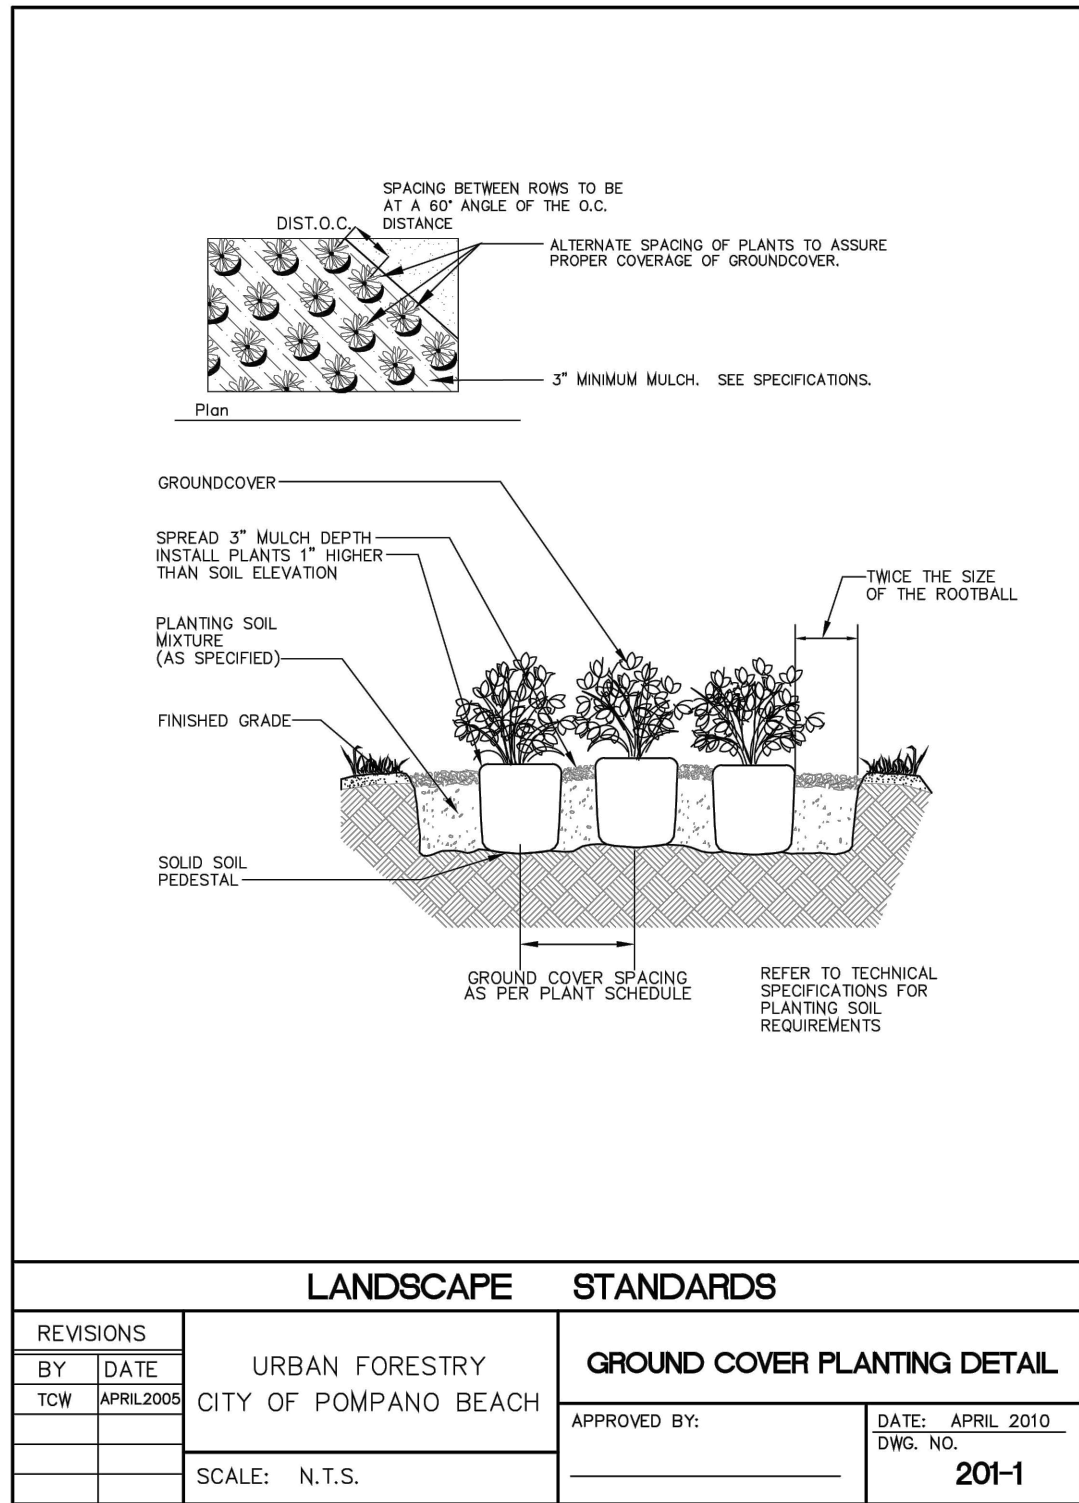 SPACING BETWEEN ROWS TO BE
AT A 60° ANGLE OF THE O.C.
DISTANCE
DIST.O.C.
ALTERNATE SPACING OF PLANTS TO ASSURE
PROPER COVERAGE OF GROUNDCOVER.
3" MINIMUM MULCH. SEE SPECIFICATIONS.
Plan
GROUNDCOVER
SPREAD 3" MULCH DEPTH
INSTALL PLANTS 1" HIGHER
THAN SOIL ELEVATION
TWICE THE SIZE
OF THE ROOTBALL
PLANTING SOIL
MIXTURE
(AS SPECIFIED)
FINISHED GRADE
SOLID SOIL
PEDESTAL
GROUND COVER SPACING
AS PER PLANT SCHEDULE
REFER TO TECHNICAL
SPECIFICATIONS FOR
PLANTING SOIL
REQUIREMENTS
LANDSCAPE STANDARDS
REVISIONS
BY DATE
TCW APRIL2005
URBAN FORESTRY
CITY OF POMPANO BEACH
SCALE: N.T.S.
GROUND COVER PLANTING DETAIL
APPROVED BY:
DATE: APRIL 2010
DWG. NO.
201-1